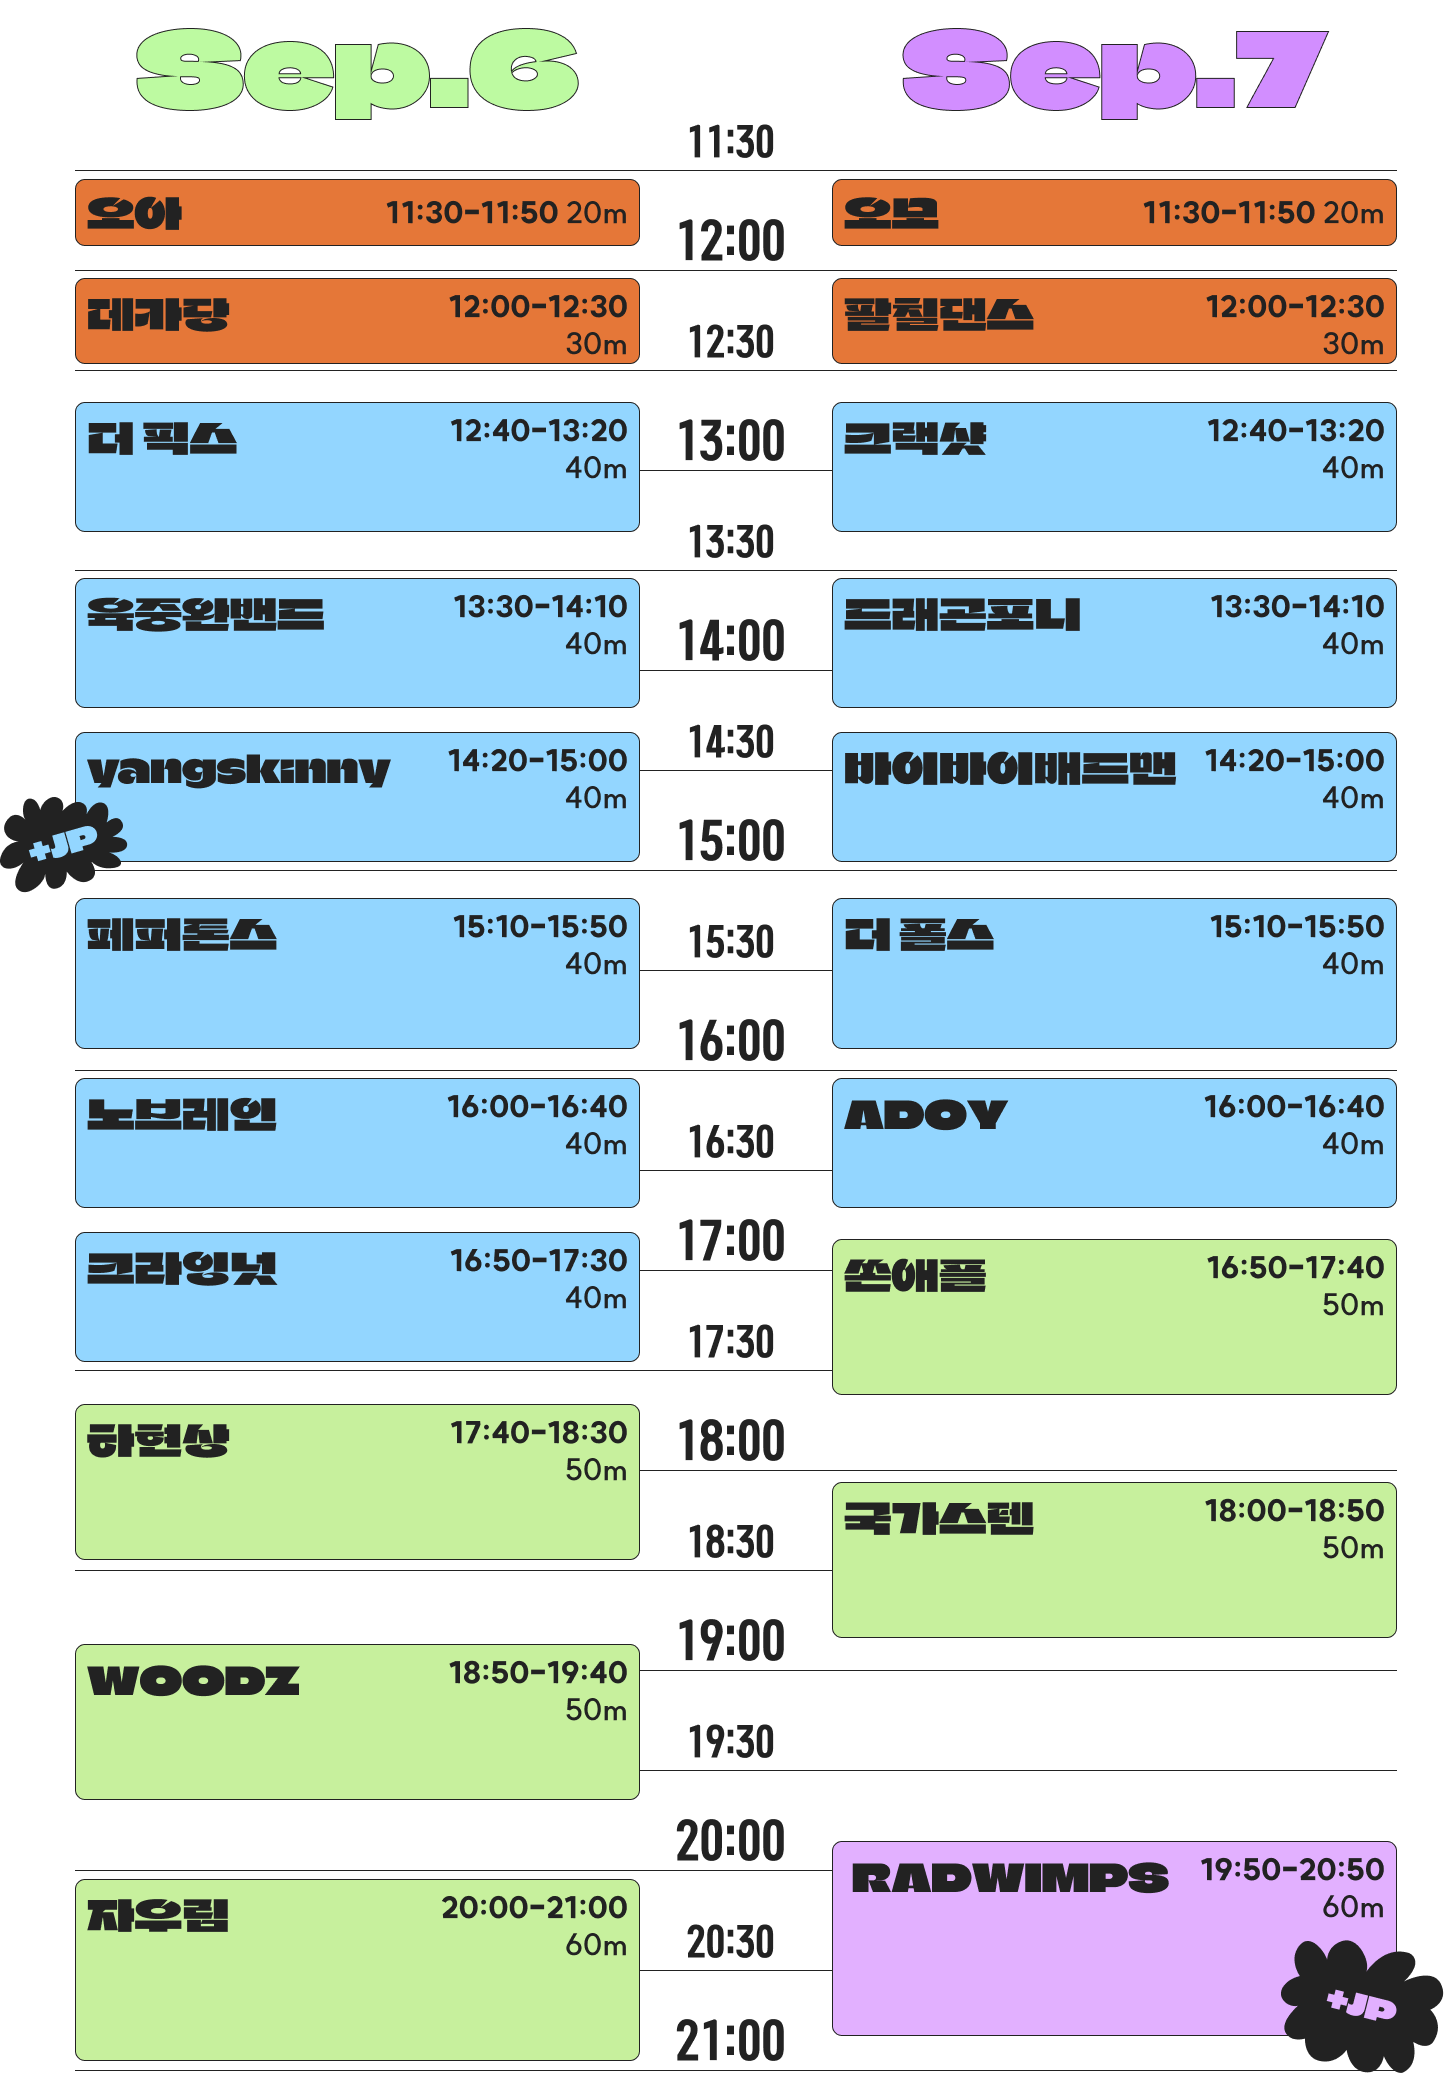 Sep.6
Sep.7
11:30
오아
11:30-11:50 20m
오모
11:30-11:50 20m
12:00
데카당
12:00-12:30
30m
팔칠댄스
12:00-12:30
30m
12:30
더 픽스
12:40-13:20
40m
크랙샷
12:40-13:20
40m
13:00
13:30
육중완밴드
13:30-14:10
40m
드래곤포니
13:30-14:10
40m
14:00
14:30
yangskinny
14:20-15:00
40m
+JP
바이바이배드맨
14:20-15:00
40m
15:00
페퍼톤스
15:10-15:50
40m
더 폴스
15:10-15:50
40m
15:30
16:00
노브레인
16:00-16:40
40m
ADOY
16:00-16:40
40m
16:30
17:00
크라잉넛
16:50-17:30
40m
쏜애플
16:50-17:40
50m
17:30
하현상
17:40-18:30
50m
18:00
국가스텐
18:00-18:50
50m
18:30
19:00
WOODZ
18:50-19:40
50m
19:30
20:00
자우림
20:00-21:00
60m
RADWIMPS
19:50-20:50
60m
+JP
20:30
21:00